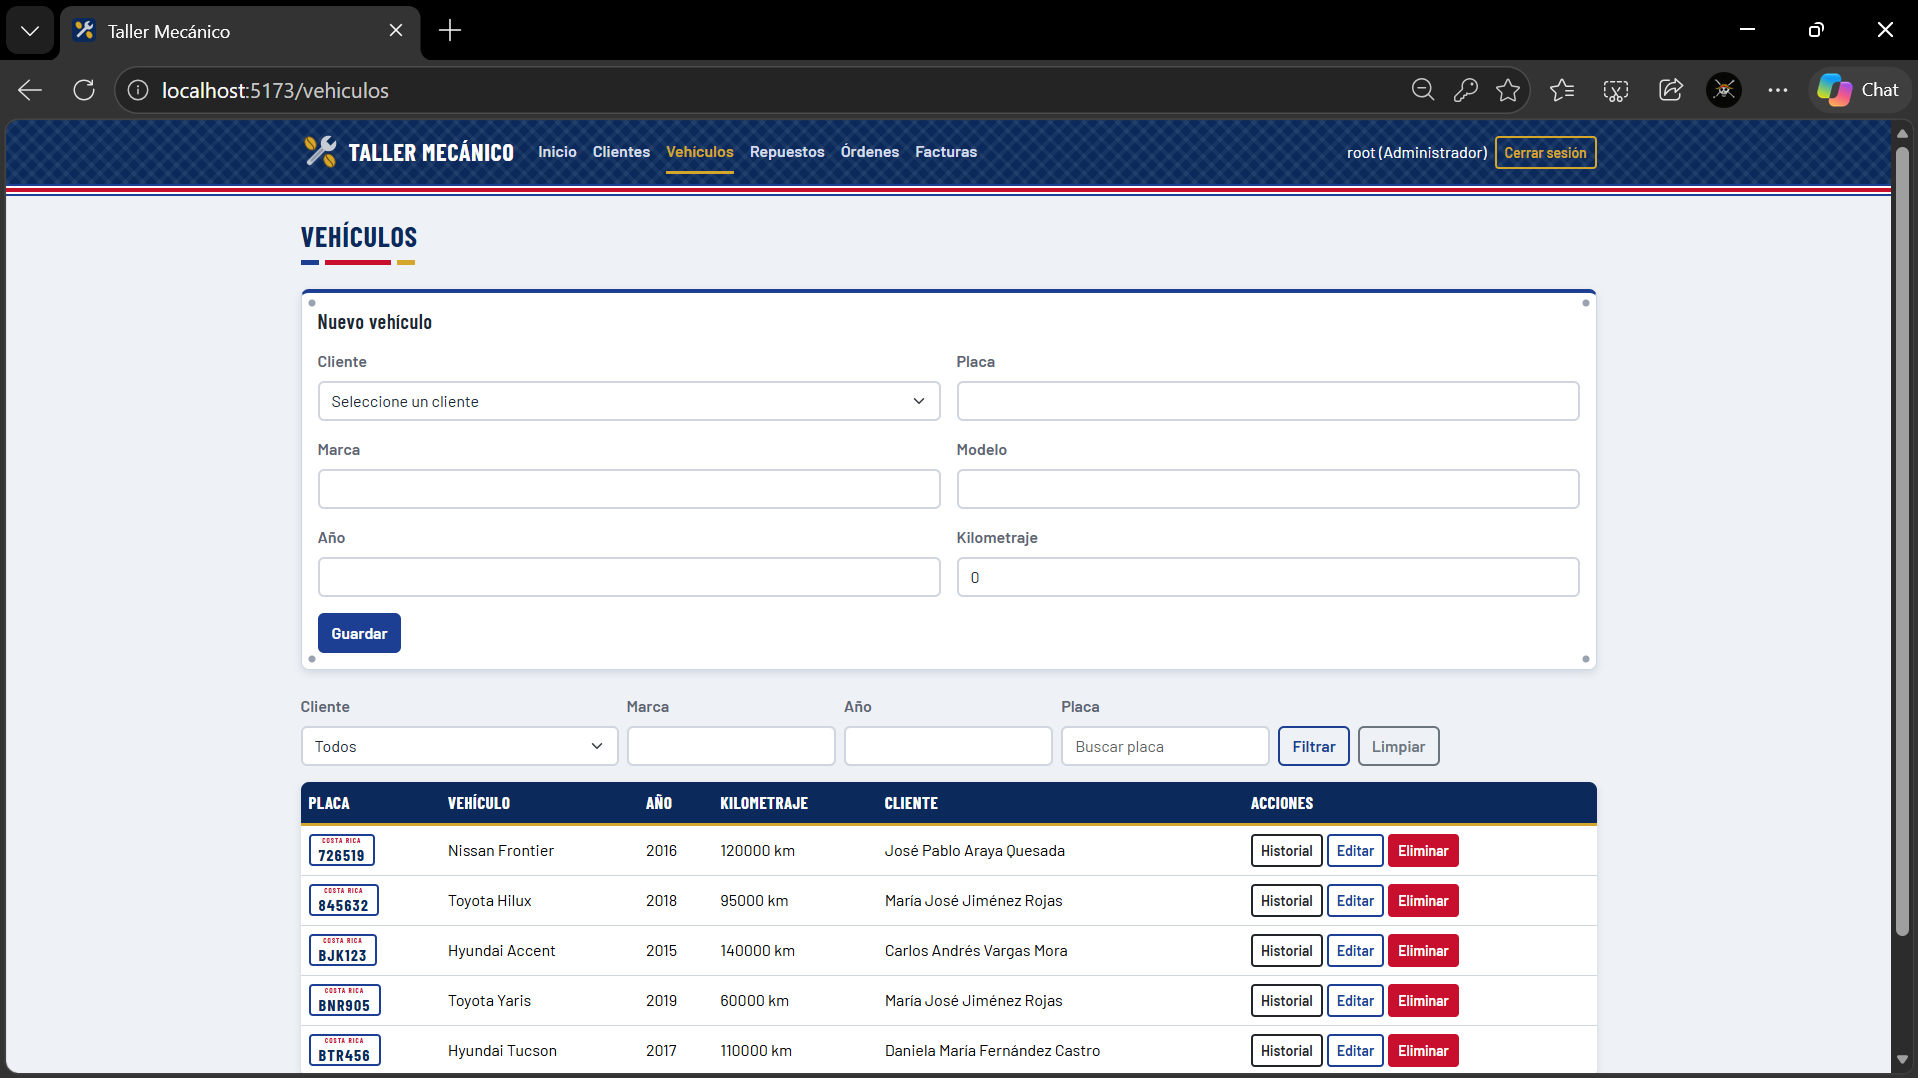 Taller Mecánico
localhost:5173/vehiculos
Chat
TALLER MECÁNICO Inicio Clientes Vehículos Repuestos Órdenes Facturas root (Administrador) Cerrar sesión
VEHÍCULOS
Nuevo vehículo
Cliente Placa
Seleccione un cliente
Marca Modelo
Año Kilometraje
0
Guardar
Cliente Marca Año Placa
Todos Buscar placa Filtrar Limpiar
PLACA VEHÍCULO AÑO KILOMETRAJE CLIENTE ACCIONES
COSTA RICA
726519 Nissan Frontier 2016 120000 km José Pablo Araya Quesada Historial Editar Eliminar
COSTA RICA
845632 Toyota Hilux 2018 95000 km María José Jiménez Rojas Historial Editar Eliminar
COSTA RICA
BJK123 Hyundai Accent 2015 140000 km Carlos Andrés Vargas Mora Historial Editar Eliminar
COSTA RICA
BNR905 Toyota Yaris 2019 60000 km María José Jiménez Rojas Historial Editar Eliminar
COSTA RICA
BTR456 Hyundai Tucson 2017 110000 km Daniela María Fernández Castro Historial Editar Eliminar